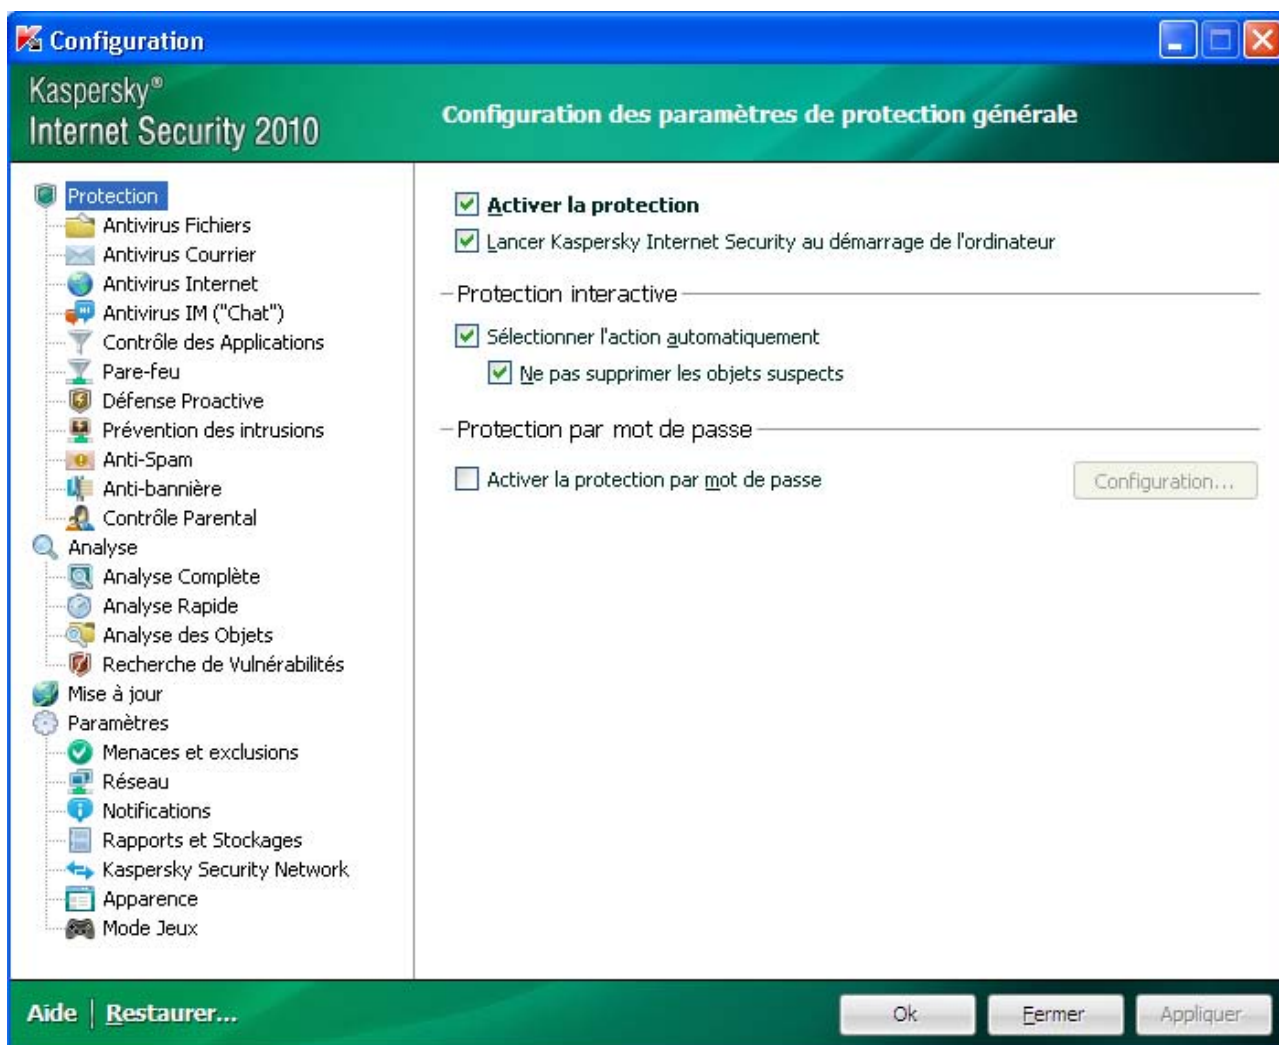 Configuration
Kaspersky®
Internet Security 2010
Configuration des paramètres de protection générale
Protection
Antivirus Fichiers
Antivirus Courrier
Antivirus Internet
Antivirus IM ("Chat")
Contrôle des Applications
Pare-feu
Défense Proactive
Prévention des intrusions
Anti-Spam
Anti-bannière
Contrôle Parental
Analyse
Analyse Complète
Analyse Rapide
Analyse des Objets
Recherche de Vulnérabilités
Mise à jour
Paramètres
Menaces et exclusions
Réseau
Notifications
Rapports et Stockages
Kaspersky Security Network
Apparence
Mode Jeux
Activer la protection
Lancer Kaspersky Internet Security au démarrage de l'ordinateur
Protection interactive
Sélectionner l'action automatiquement
Ne pas supprimer les objets suspects
Protection par mot de passe
Activer la protection par mot de passe
Configuration...
Aide | Restaurer...
Ok
Fermer
Appliquer